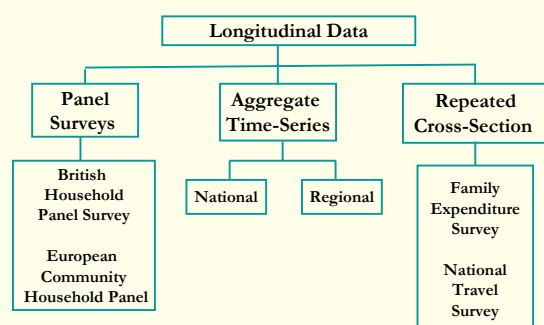 Longitudinal Data
Panel
Surveys
Aggregate
Time-Series
Repeated
Cross-Section
British
Household
Panel Survey
European
Community
Household Panel
National
Regional
Family
Expenditure
Survey
National
Travel
Survey